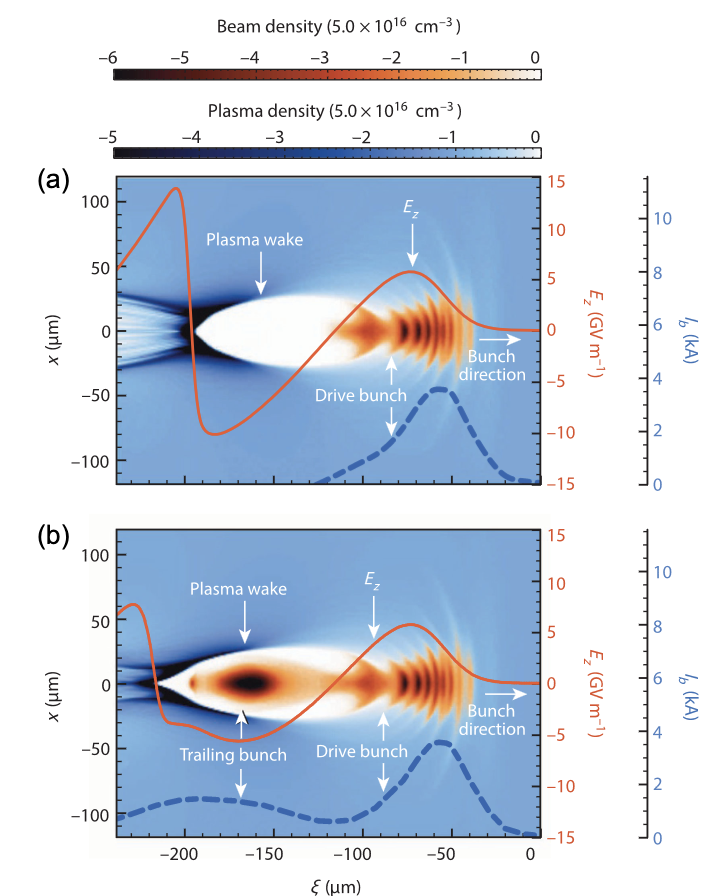 Beam density (5.0 × 10¹⁶ cm⁻³)
−6 −5 −4 −3 −2 −1 0
Plasma density (5.0 × 10¹⁶ cm⁻³)
−5 −4 −3 −2 −1 0
(a)
100
50
0
−50
−100
x (μm)
Plasma wake
E_z
Drive bunch
Bunch
direction
15
10
5
0
−5
−10
−15
E_z (GV m⁻¹)
10
8
6
4
2
0
I_b (kA)
(b)
100
50
0
−50
−100
x (μm)
Plasma wake
E_z
Trailing bunch
Drive bunch
Bunch
direction
15
10
5
0
−5
−10
−15
E_z (GV m⁻¹)
10
8
6
4
2
0
I_b (kA)
−200 −150 −100 −50 0
ξ (μm)